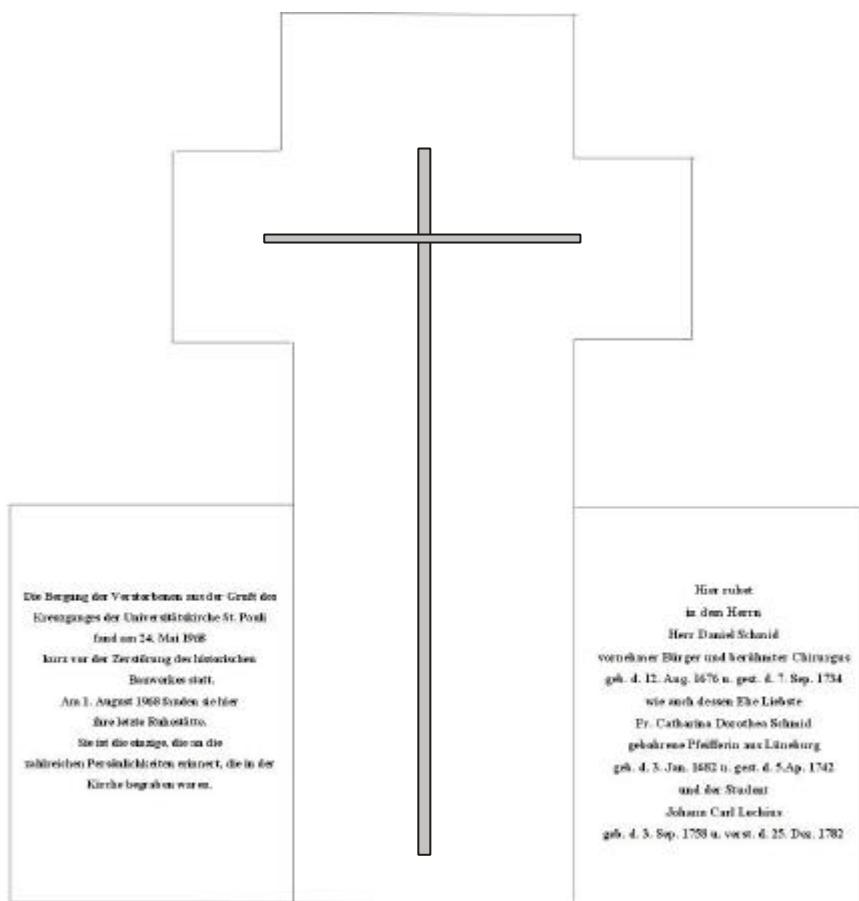 Die Bergung der Verstorbenen aus der Gruft des
Kreuzganges der Universitätskirche St. Pauli
fand am 24. Mai 1968
kurz vor der Zerstörung des historischen
Bauwerkes statt.
Am 1. August 1968 fanden sie hier
ihre letzte Ruhestätte.
Sie ist die einzige, die an die
zahlreichen Persönlichkeiten erinnert, die in der
Kirche begraben waren.
Hier ruhet
in dem Herrn
Herr Daniel Schmid
vornehmer Bürger und berühmter Chirurgus
geb. d. 12. Aug. 1676 u. gest. d. 7. Sep. 1734
wie auch dessen Ehe Liebste
Fr. Catharina Dorothea Schmid
gebohrene Pfeifferin aus Lüneburg
geb. d. 3. Jan. 1682 u. gest. d. 5.Ap. 1742
und der Student
Johann Carl Lechius
geb. d. 3. Sep. 1758 u. verst. d. 25. Dez. 1782